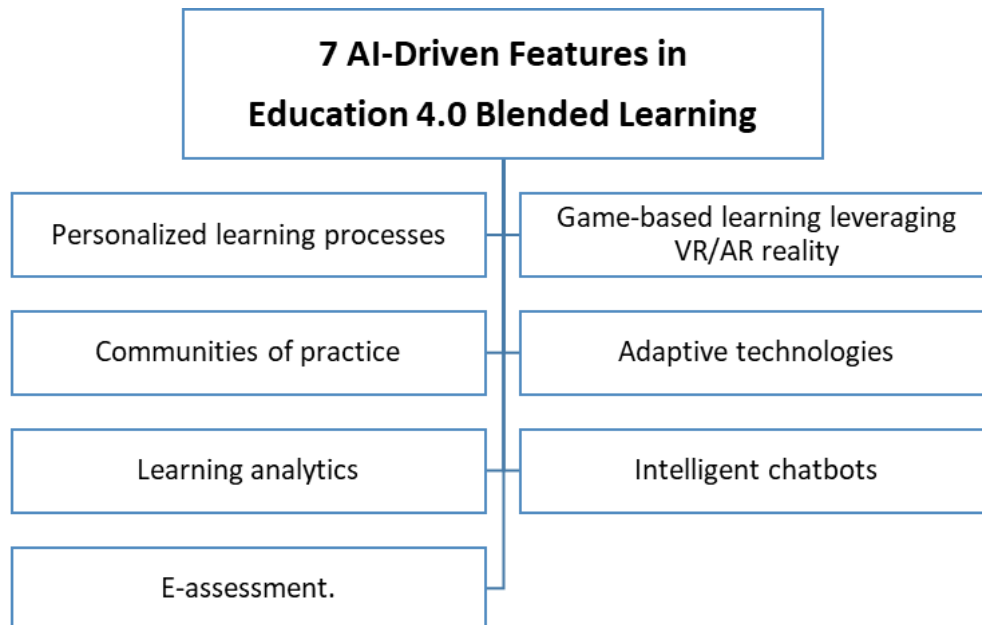 7 AI-Driven Features in
Education 4.0 Blended Learning
Personalized learning processes
Game-based learning leveraging
VR/AR reality
Communities of practice
Adaptive technologies
Learning analytics
Intelligent chatbots
E-assessment.